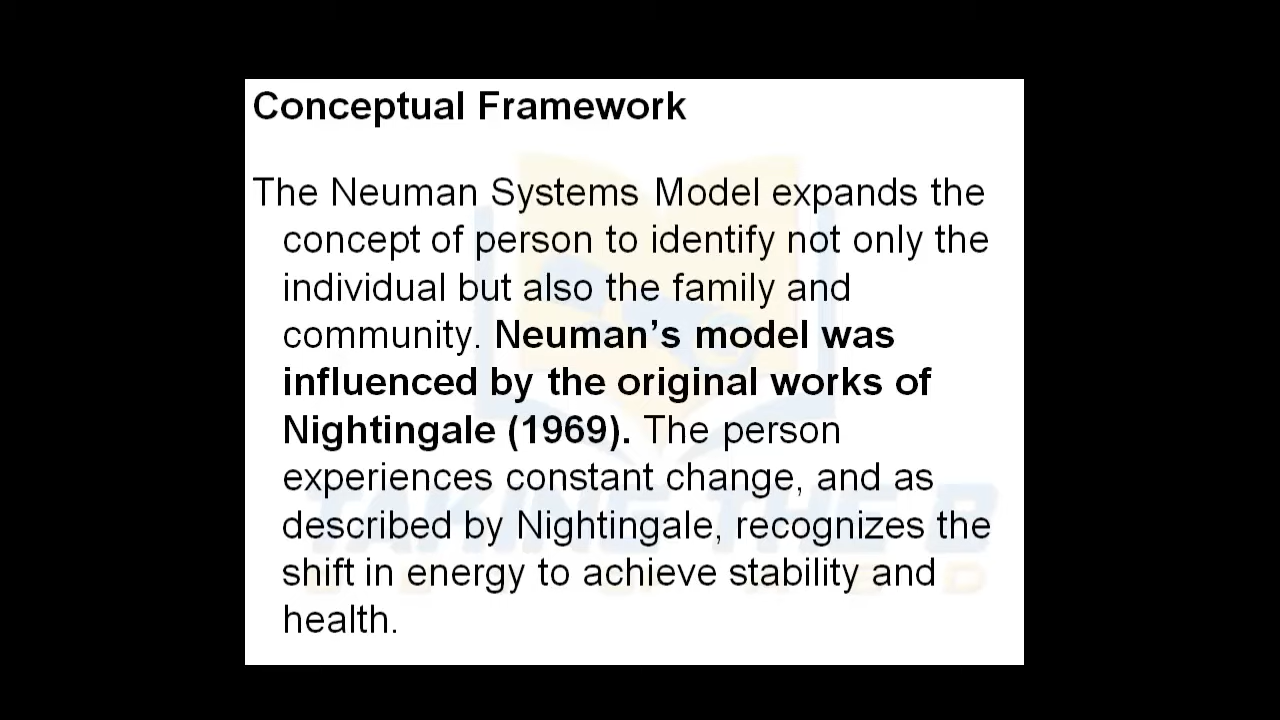 Conceptual Framework
The Neuman Systems Model expands the
concept of person to identify not only the
individual but also the family and
community. Neuman’s model was
influenced by the original works of
Nightingale (1969). The person
experiences constant change, and as
described by Nightingale, recognizes the
shift in energy to achieve stability and
health.
TAKING THE B